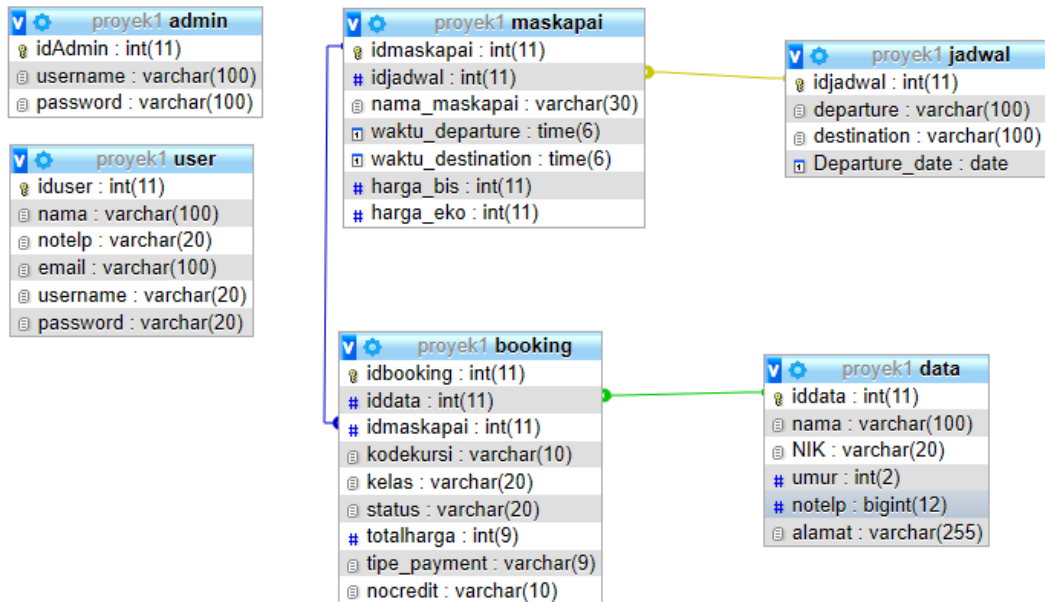 proyek1 admin
idAdmin : int(11)
username : varchar(100)
password : varchar(100)
proyek1 user
iduser : int(11)
nama : varchar(100)
notelp : varchar(20)
email : varchar(100)
username : varchar(20)
password : varchar(20)
proyek1 maskapai
idmaskapai : int(11)
# idjadwal : int(11)
nama_maskapai : varchar(30)
waktu_departure : time(6)
waktu_destination : time(6)
# harga_bis : int(11)
# harga_eko : int(11)
proyek1 jadwal
idjadwal : int(11)
departure : varchar(100)
destination : varchar(100)
Departure_date : date
proyek1 booking
idbooking : int(11)
# iddata : int(11)
# idmaskapai : int(11)
kodekursi : varchar(10)
kelas : varchar(20)
status : varchar(20)
# totalharga : int(9)
tipe_payment : varchar(9)
nocredit : varchar(10)
proyek1 data
iddata : int(11)
nama : varchar(100)
NIK : varchar(20)
# umur : int(2)
# notelp : bigint(12)
alamat : varchar(255)